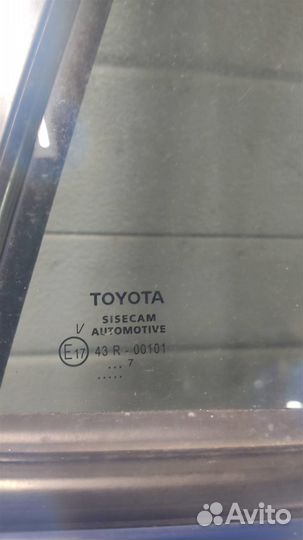 TOYOTA
SISECAM
V AUTOMOTIVE
E17 43 R - 00101
... 7
.....
Avito